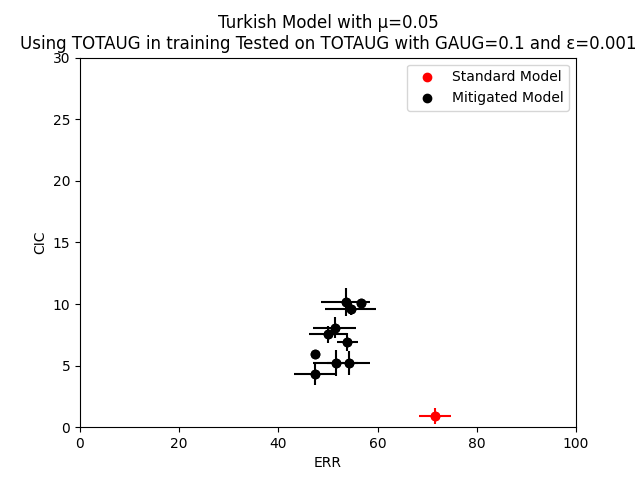 Turkish Model with μ=0.05
Using TOTAUG in training Tested on TOTAUG with GAUG=0.1 and ε=0.001
Standard Model
Mitigated Model
30
25
20
15
10
5
0
CIC
0 20 40 60 80 100
ERR